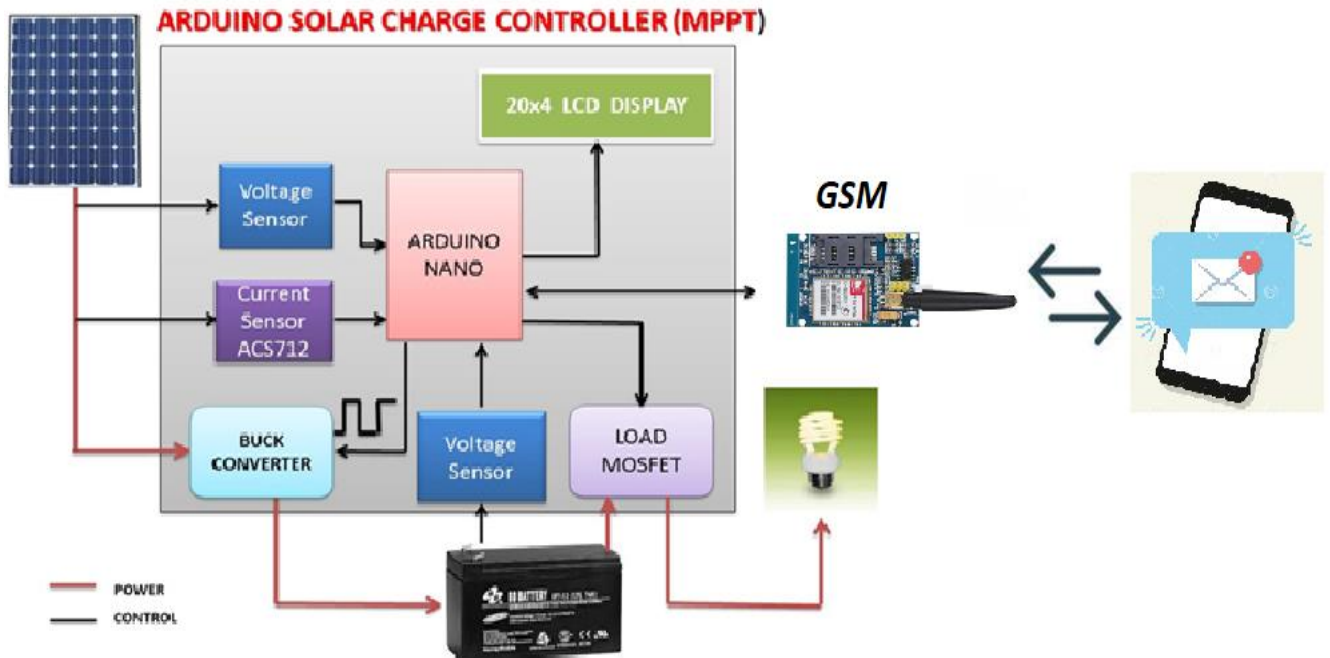 ARDUINO SOLAR CHARGE CONTROLLER (MPPT)
20x4 LCD DISPLAY
Voltage
Sensor
ARDUINO
NANO
GSM
Current
Sensor
ACS712
BUCK
CONVERTER
Voltage
Sensor
LOAD
MOSFET
POWER
CONTROL
BATTERY